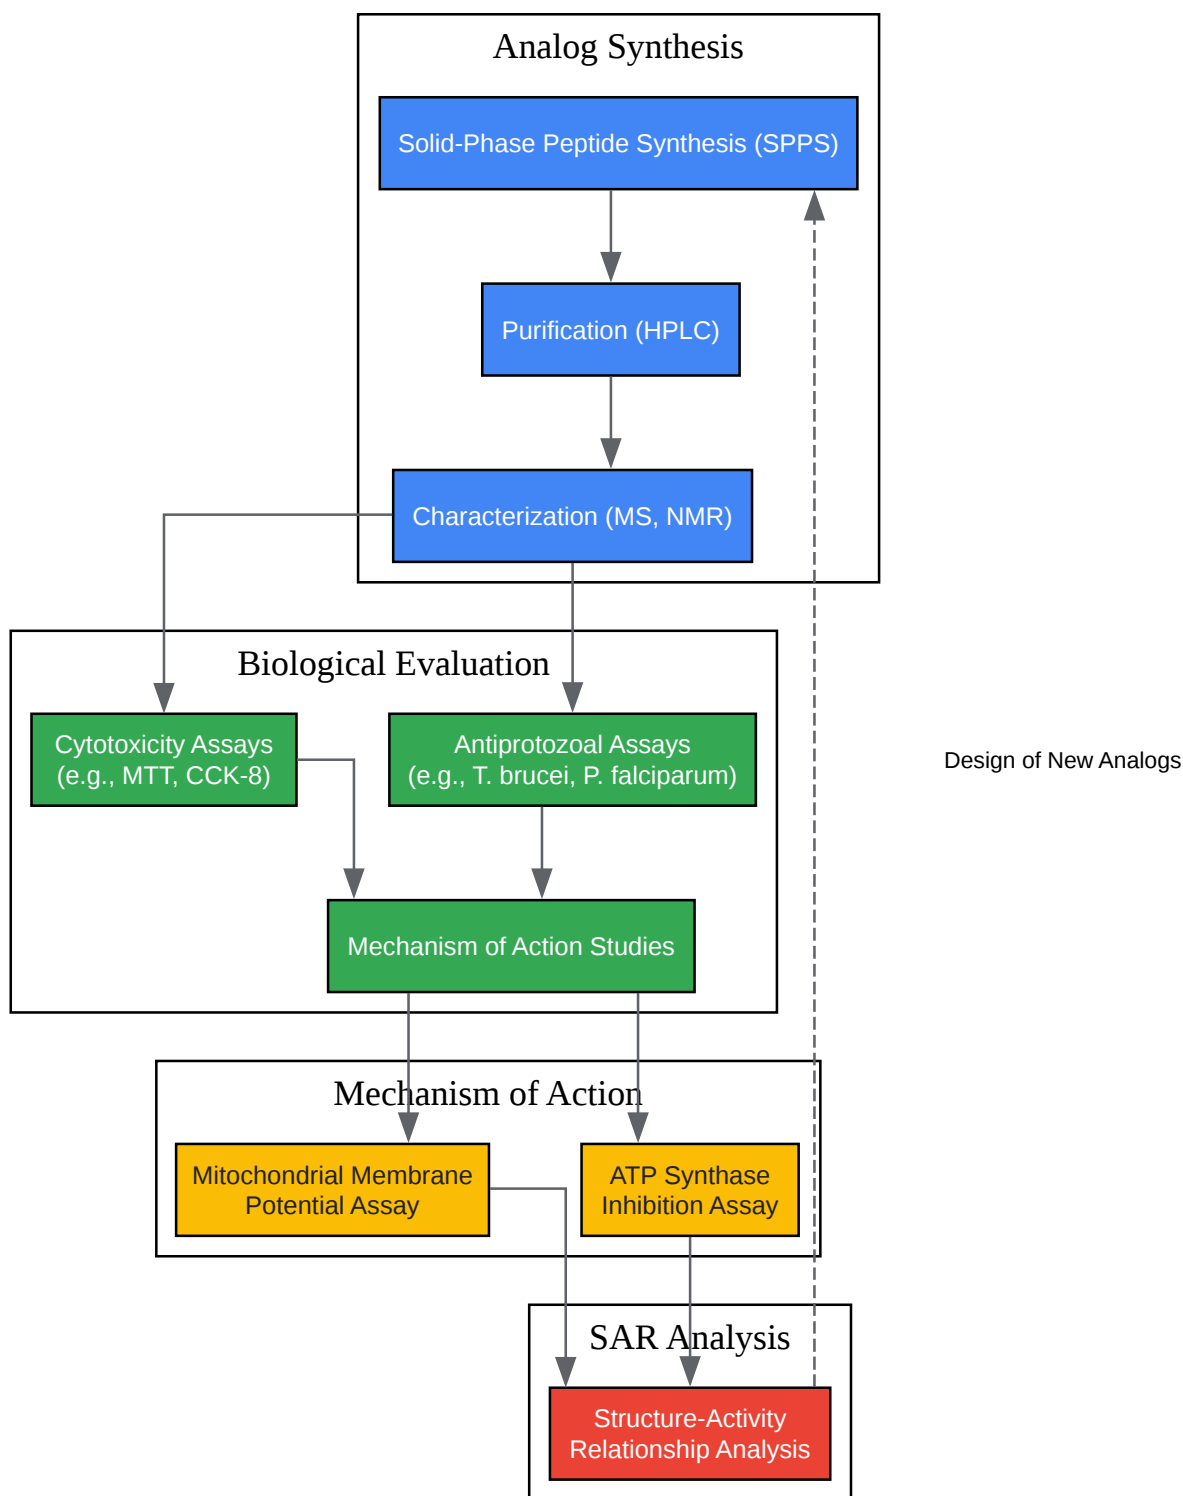 Analog Synthesis
Solid-Phase Peptide Synthesis (SPPS)
Purification (HPLC)
Characterization (MS, NMR)
Biological Evaluation
Cytotoxicity Assays
(e.g., MTT, CCK-8)
Antiprotozoal Assays
(e.g., T. brucei, P. falciparum)
Design of New Analogs
Mechanism of Action Studies
Mechanism of Action
Mitochondrial Membrane
Potential Assay
ATP Synthase
Inhibition Assay
SAR Analysis
Structure-Activity
Relationship Analysis